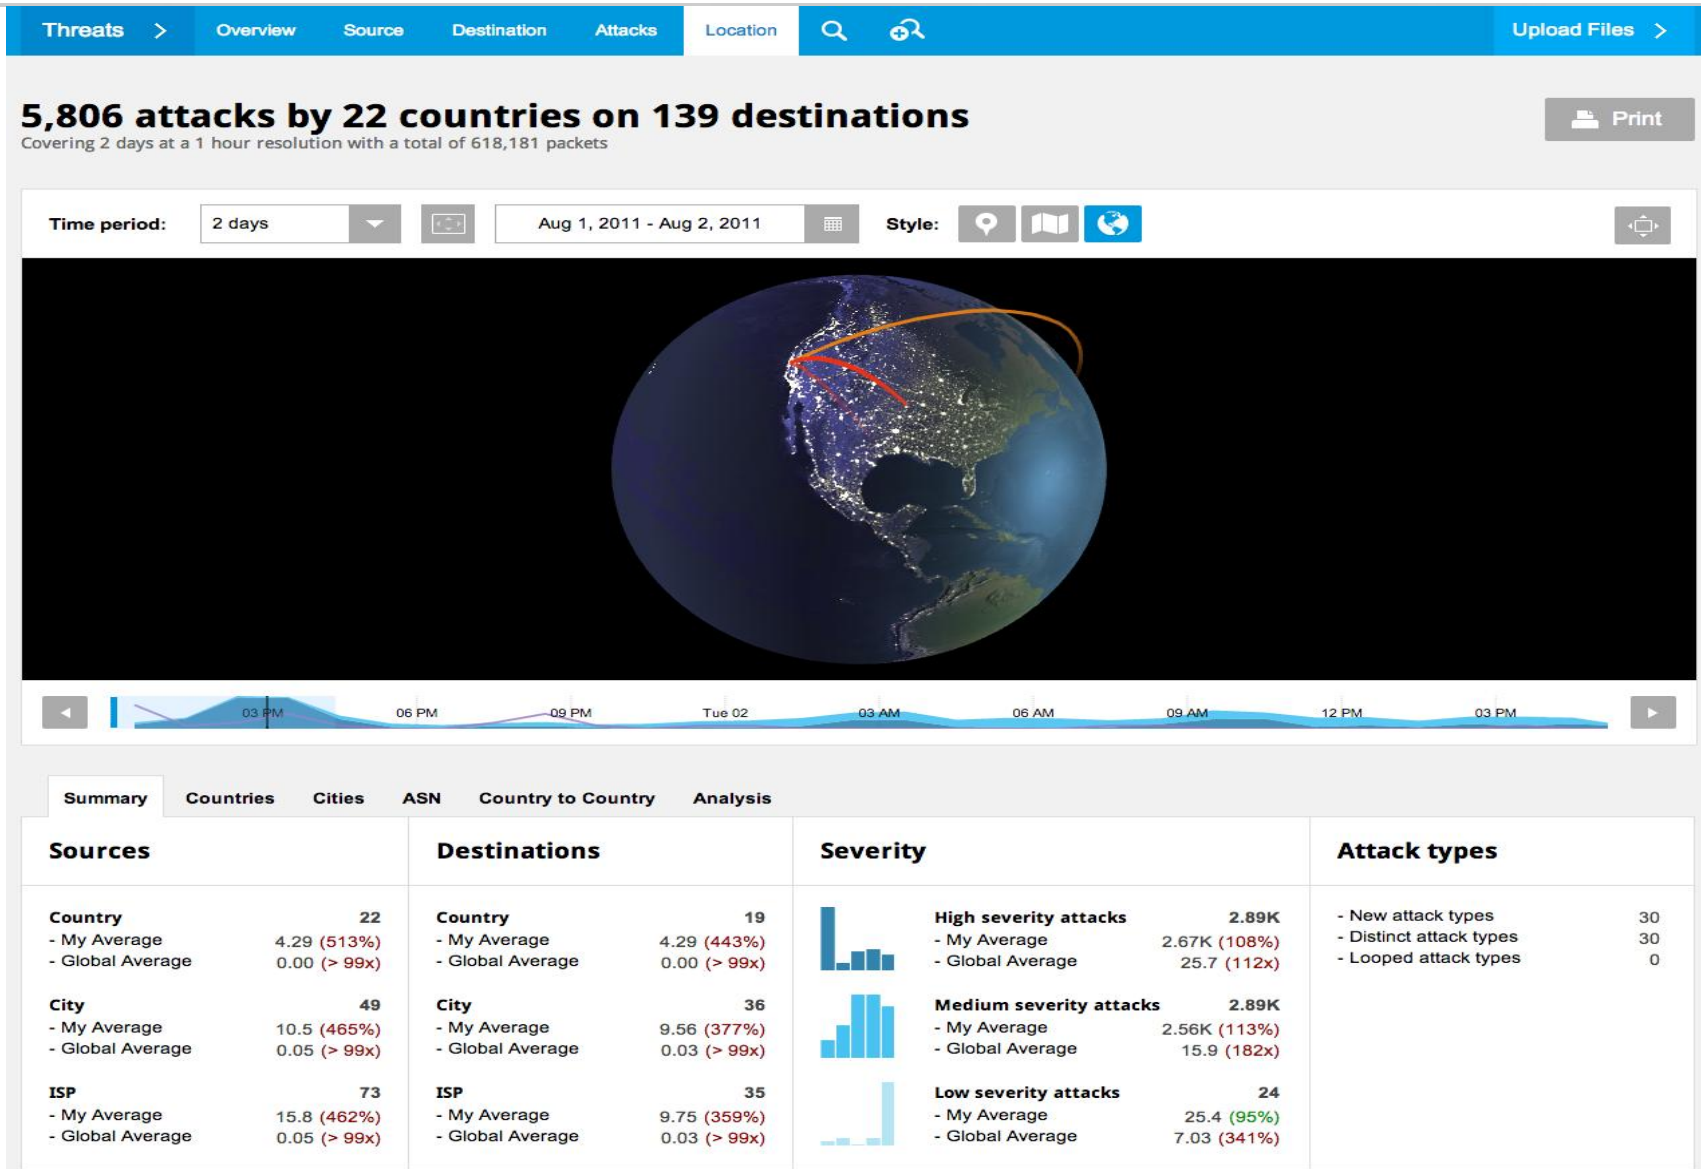 Threats > Overview Source Destination Attacks Location Upload Files >
5,806 attacks by 22 countries on 139 destinations
Covering 2 days at a 1 hour resolution with a total of 618,181 packets
Print
Time period: 2 days Aug 1, 2011 - Aug 2, 2011 Style:
03 PM 06 PM 09 PM Tue 02 03 AM 06 AM 09 AM 12 PM 03 PM
Summary Countries Cities ASN Country to Country Analysis
Sources
Country 22
- My Average 4.29 (513%)
- Global Average 0.00 (> 99x)
City 49
- My Average 10.5 (465%)
- Global Average 0.05 (> 99x)
ISP 73
- My Average 15.8 (462%)
- Global Average 0.05 (> 99x)
Destinations
Country 19
- My Average 4.29 (443%)
- Global Average 0.00 (> 99x)
City 36
- My Average 9.56 (377%)
- Global Average 0.03 (> 99x)
ISP 35
- My Average 9.75 (359%)
- Global Average 0.03 (> 99x)
Severity
High severity attacks 2.89K
- My Average 2.67K (108%)
- Global Average 25.7 (112x)
Medium severity attacks 2.89K
- My Average 2.56K (113%)
- Global Average 15.9 (182x)
Low severity attacks 24
- My Average 25.4 (95%)
- Global Average 7.03 (341%)
Attack types
- New attack types 30
- Distinct attack types 30
- Looped attack types 0